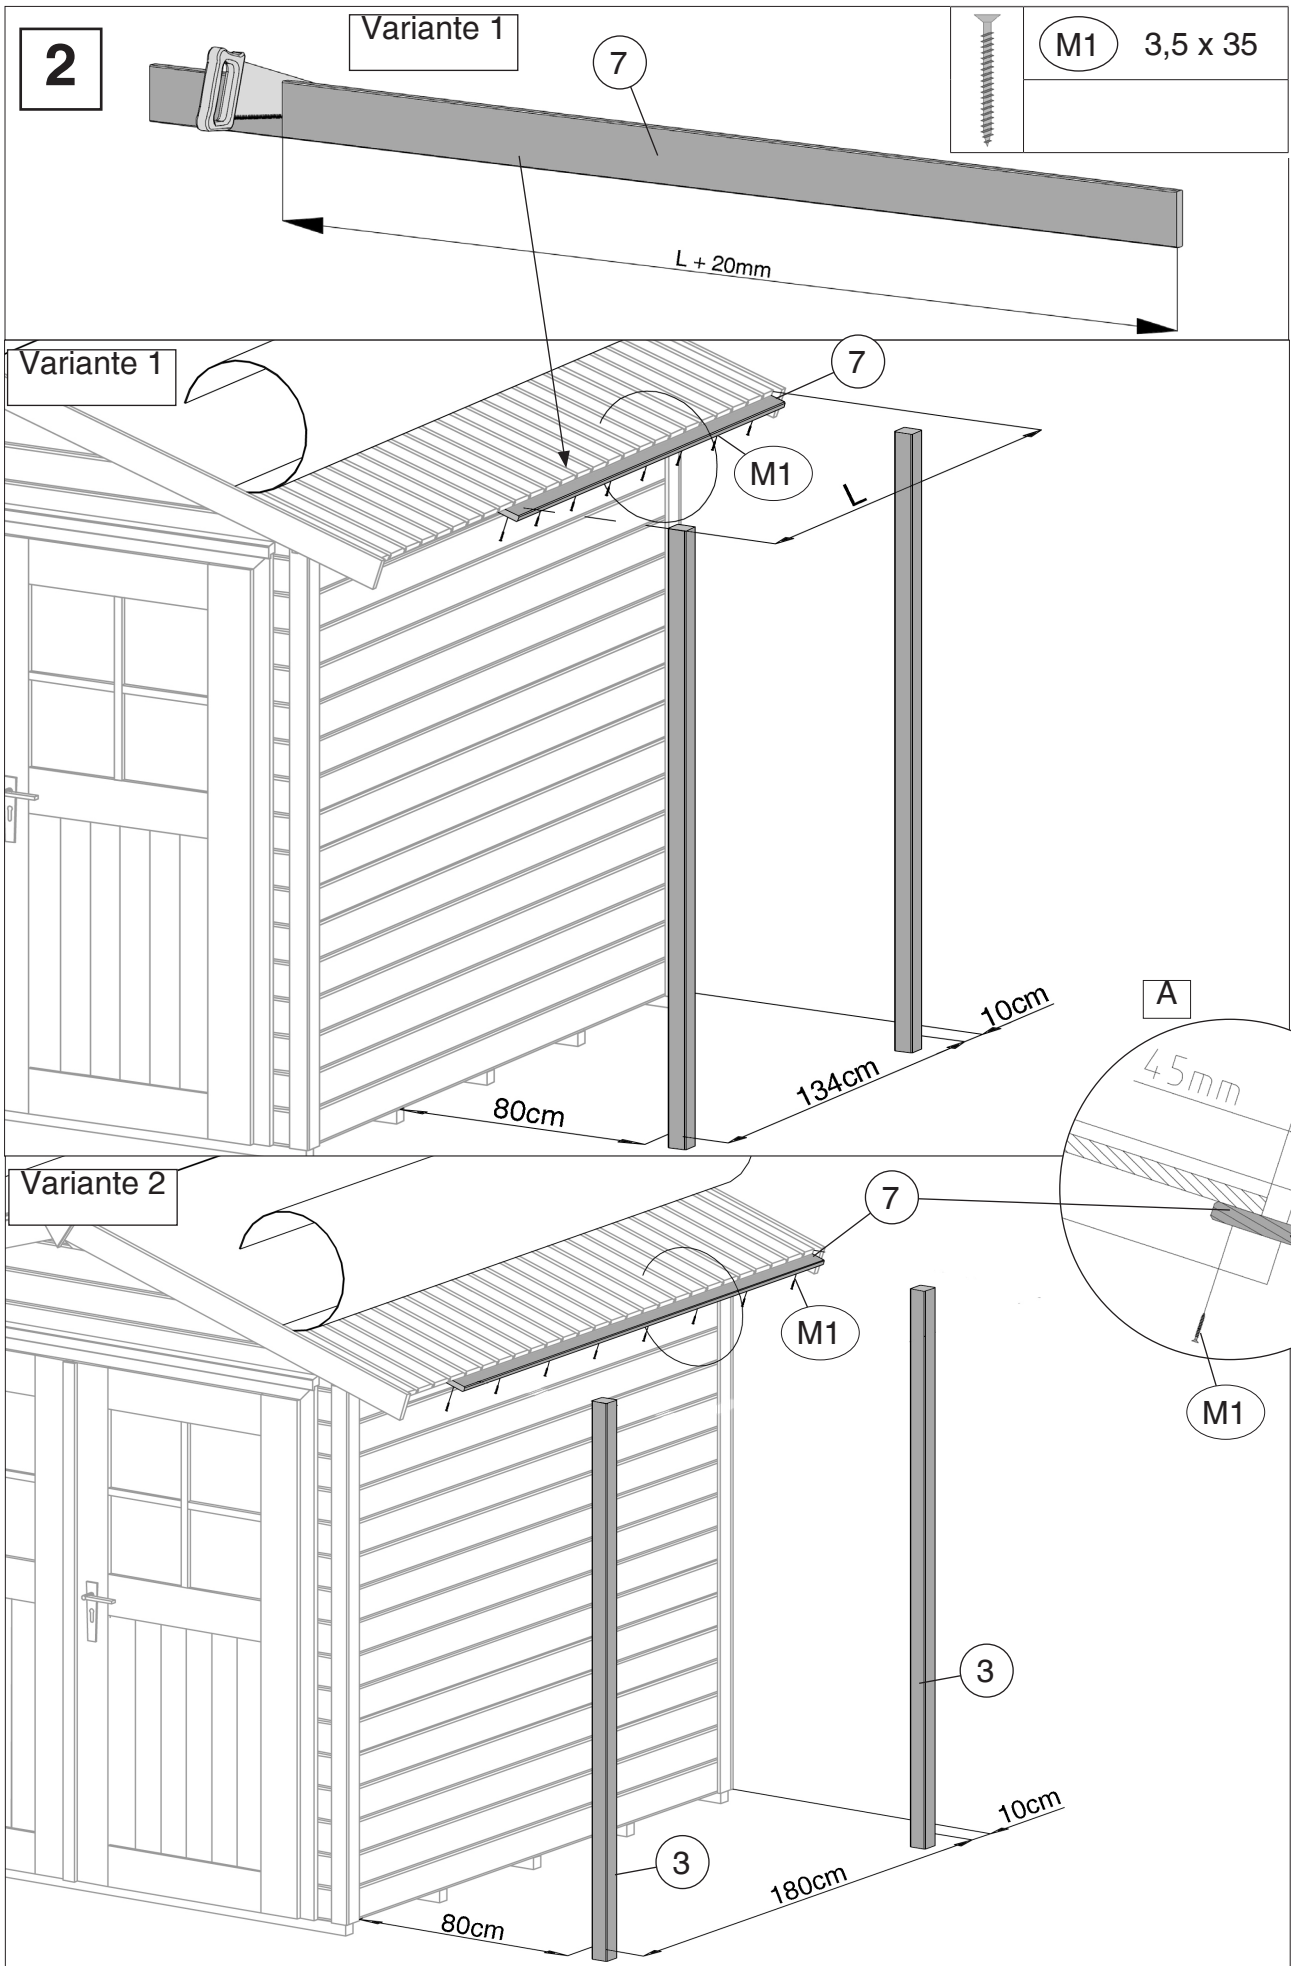 2
Variante 1
7
M1 3,5 x 35
L + 20mm
Variante 1
7
M1
L
10cm
134cm
80cm
A
45mm
Variante 2
7
M1
M1
3
3
10cm
180cm
80cm